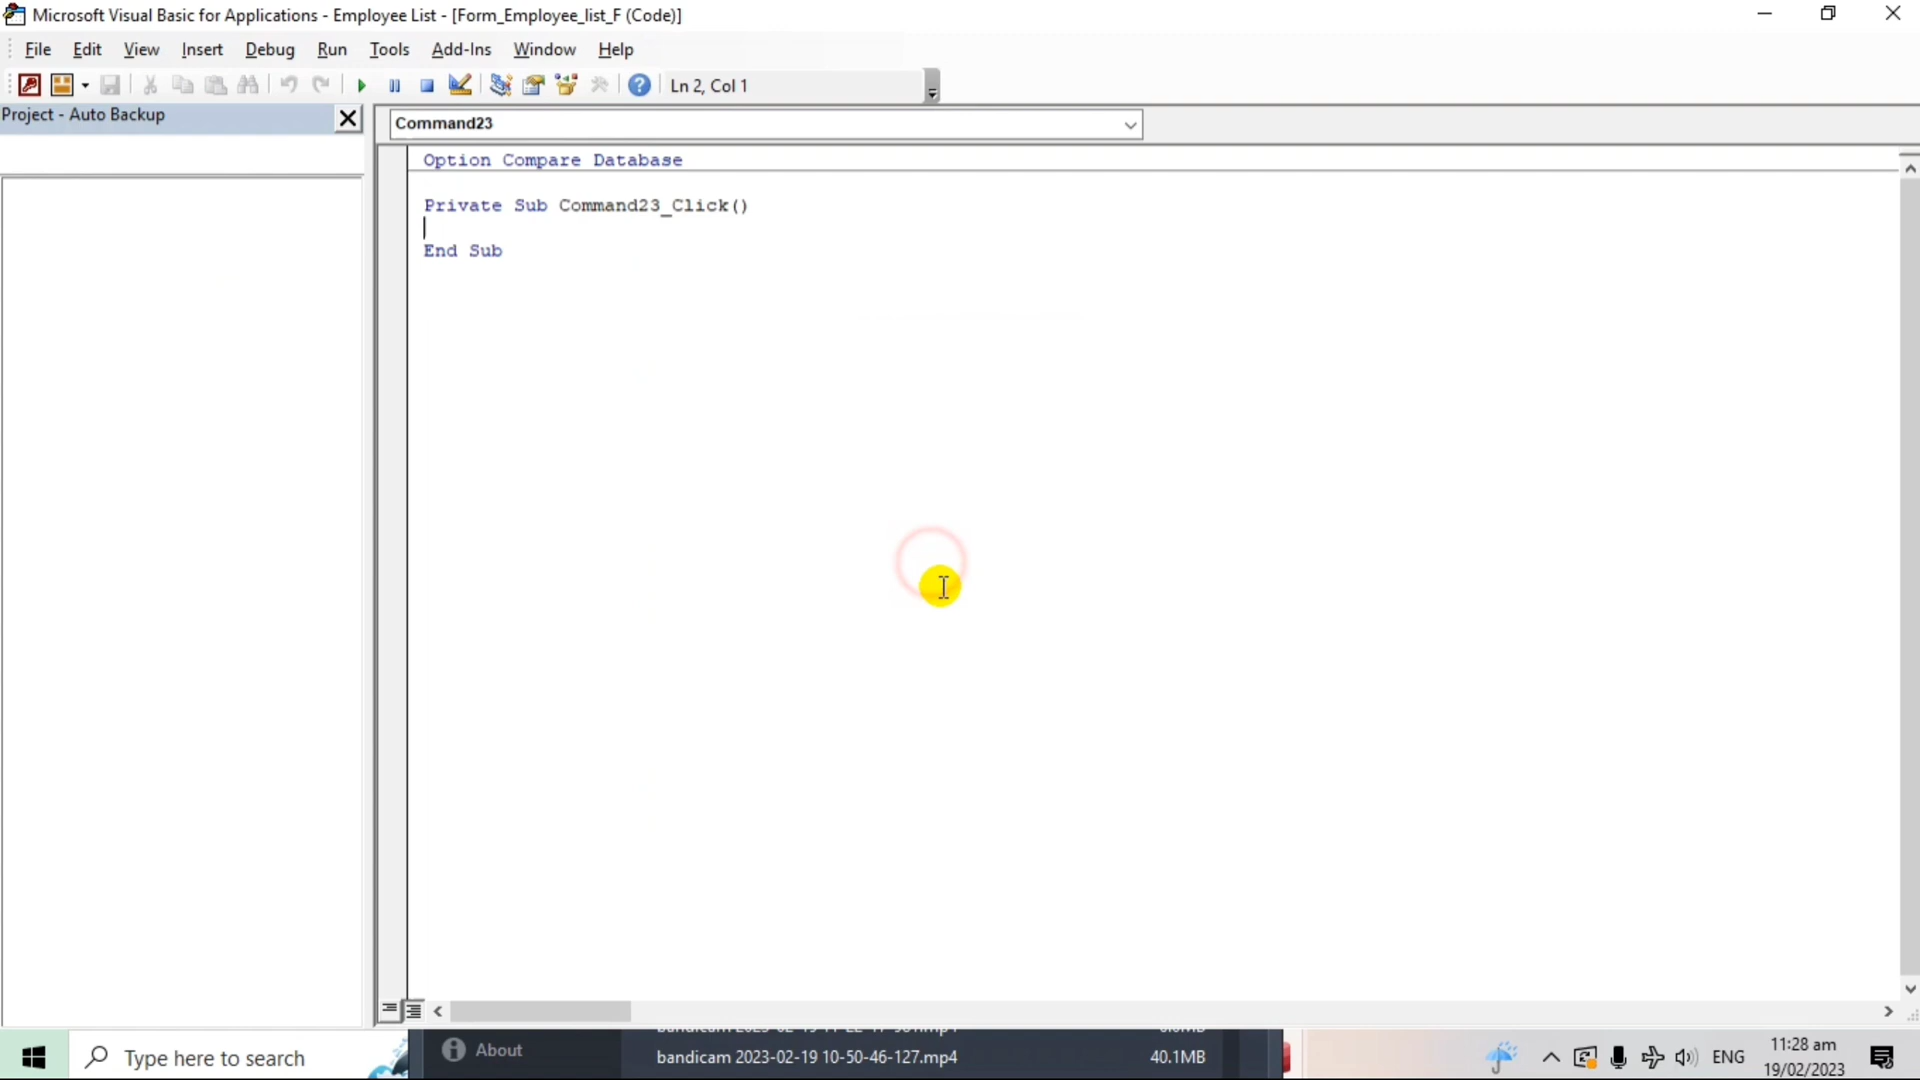 Microsoft Visual Basic for Applications - Employee List - [Form_Employee_list_F (Code)]
File Edit View Insert Debug Run Tools Add-Ins Window Help
Ln 2, Col 1
Project - Auto Backup
Command23
Option Compare Database
Private Sub Command23_Click()
End Sub
About
bandicam 2023-02-19 10-50-46-127.mp4 40.1MB
Type here to search
ENG
11:28 am
19/02/2023